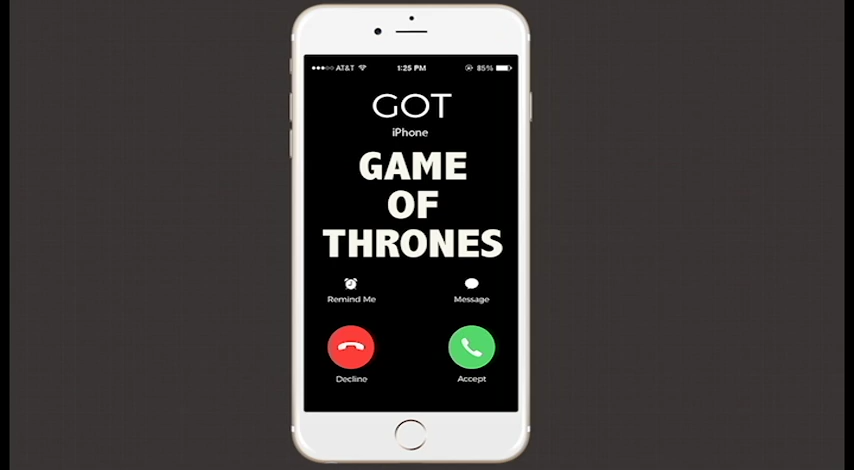 AT&T 1:25 PM 85%
GOT
iPhone
GAME
OF
THRONES
Remind Me Message
Decline Accept